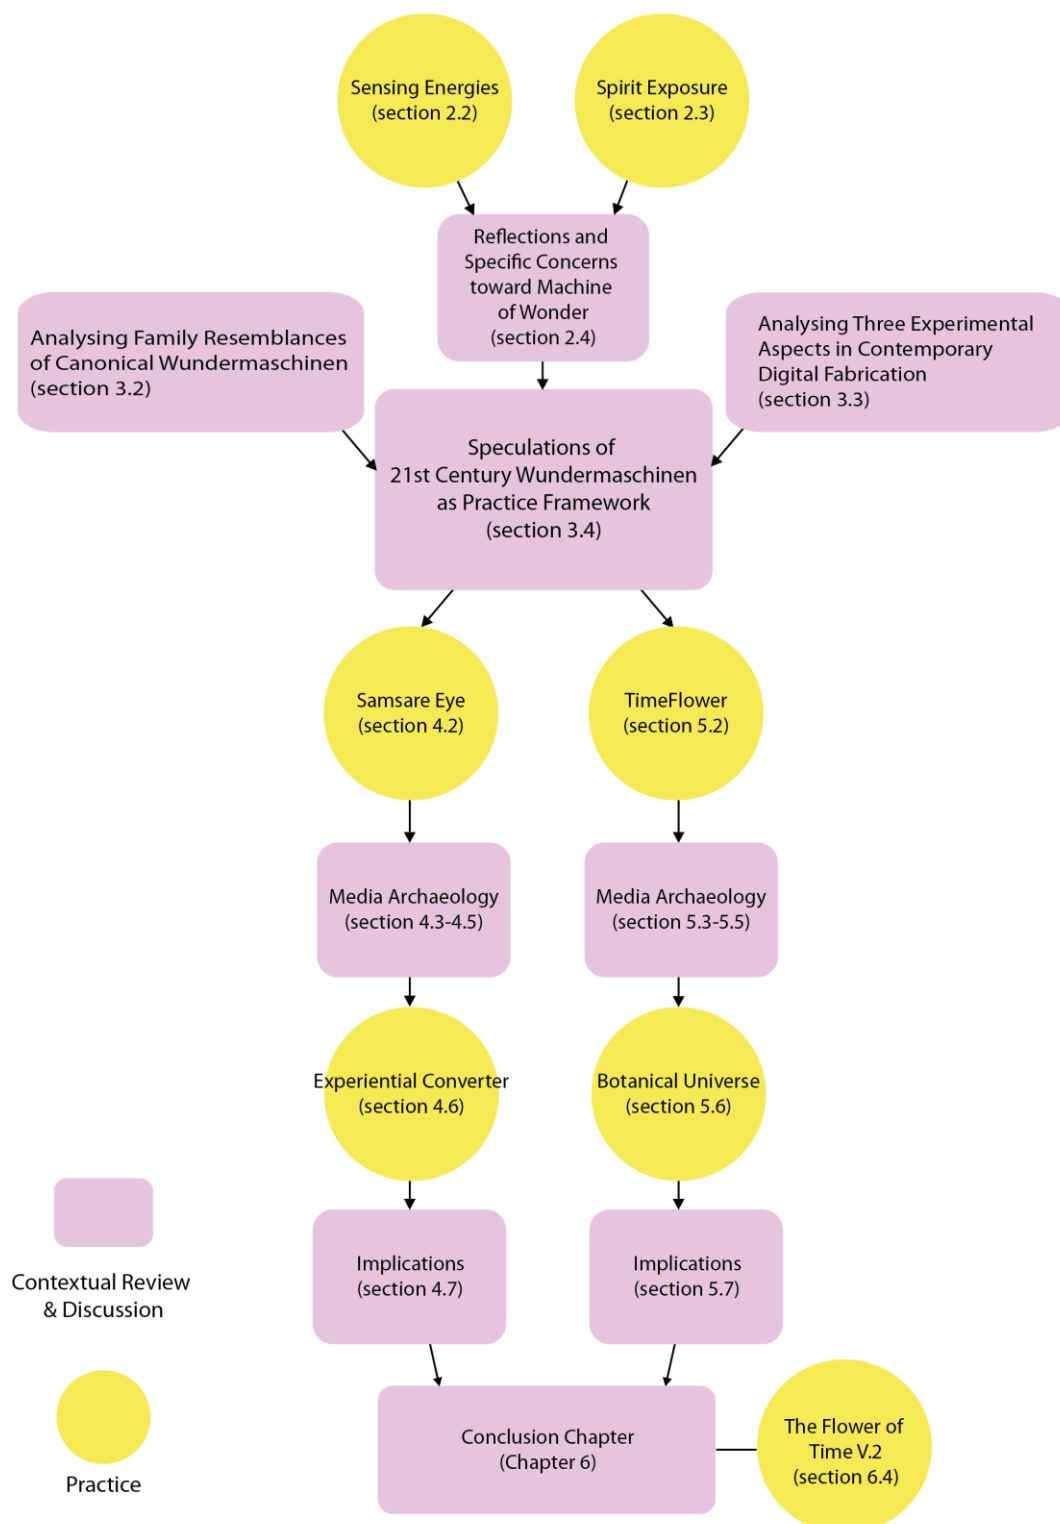 Sensing Energies
(section 2.2)
Spirit Exposure
(section 2.3)
Reflections and
Specific Concerns
toward Machine
of Wonder
(section 2.4)
Analysing Family Resemblances
of Canonical Wundermaschinen
(section 3.2)
Analysing Three Experimental
Aspects in Contemporary
Digital Fabrication
(section 3.3)
Speculations of
21st Century Wundermaschinen
as Practice Framework
(section 3.4)
Samsare Eye
(section 4.2)
TimeFlower
(section 5.2)
Media Archaeology
(section 4.3-4.5)
Media Archaeology
(section 5.3-5.5)
Experiential Converter
(section 4.6)
Botanical Universe
(section 5.6)
Implications
(section 4.7)
Implications
(section 5.7)
Contextual Review
& Discussion
Conclusion Chapter
(Chapter 6)
The Flower of
Time V.2
(section 6.4)
Practice